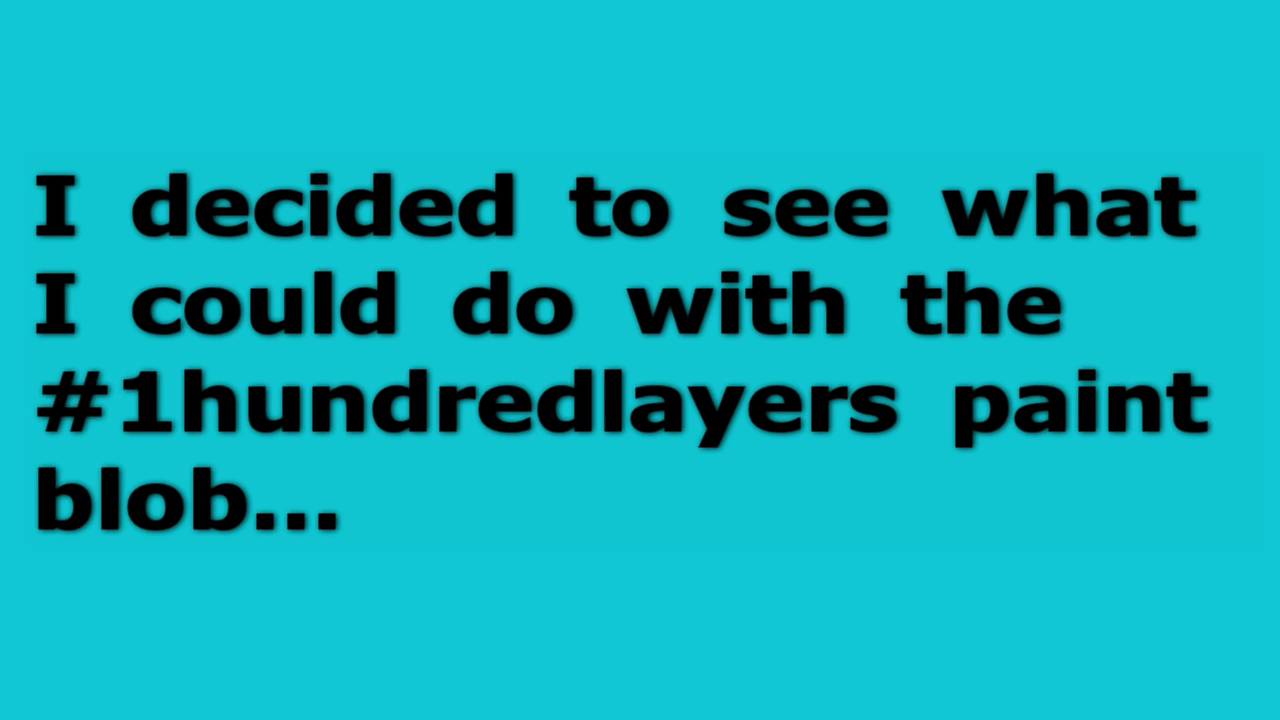 I decided to see what
I could do with the
#1hundredlayers paint
blob...